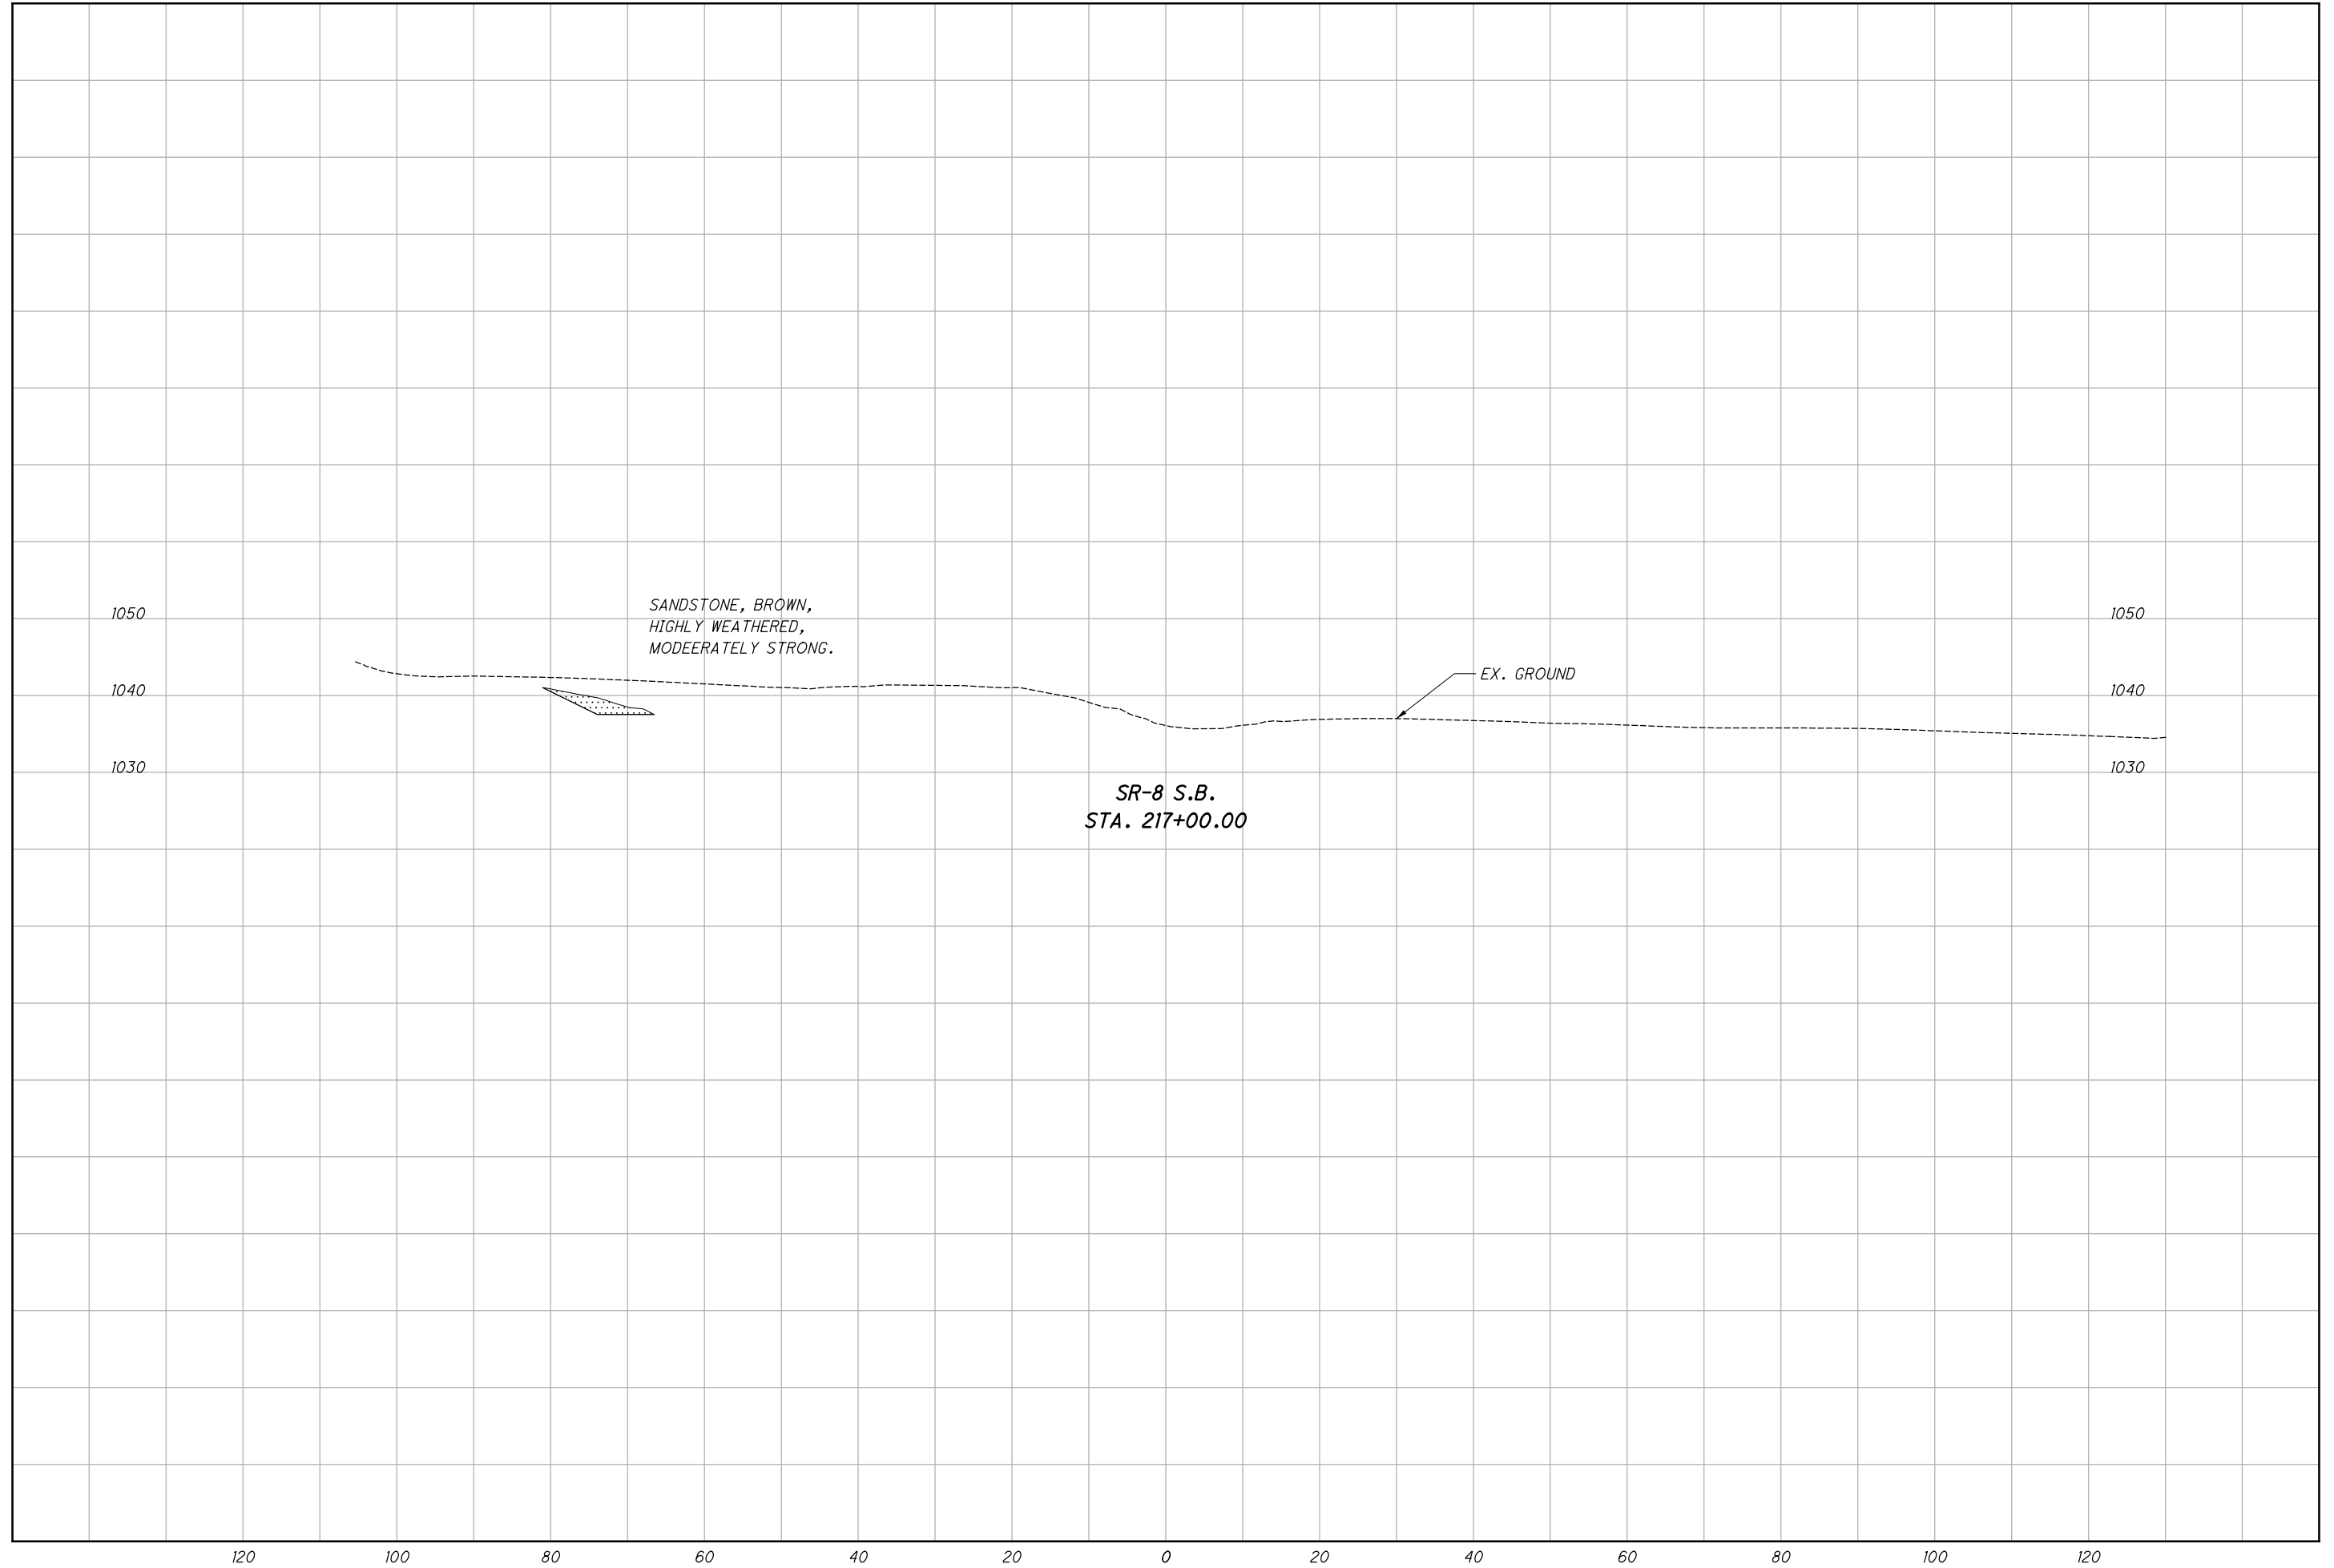 SANDSTONE, BROWN,
HIGHLY WEATHERED,
MODEERATELY STRONG.
1050 1050
EX. GROUND
1040 1040
1030 1030
SR-8 S.B.
STA. 217+00.00
120 100 80 60 40 20 0 20 40 60 80 100 120